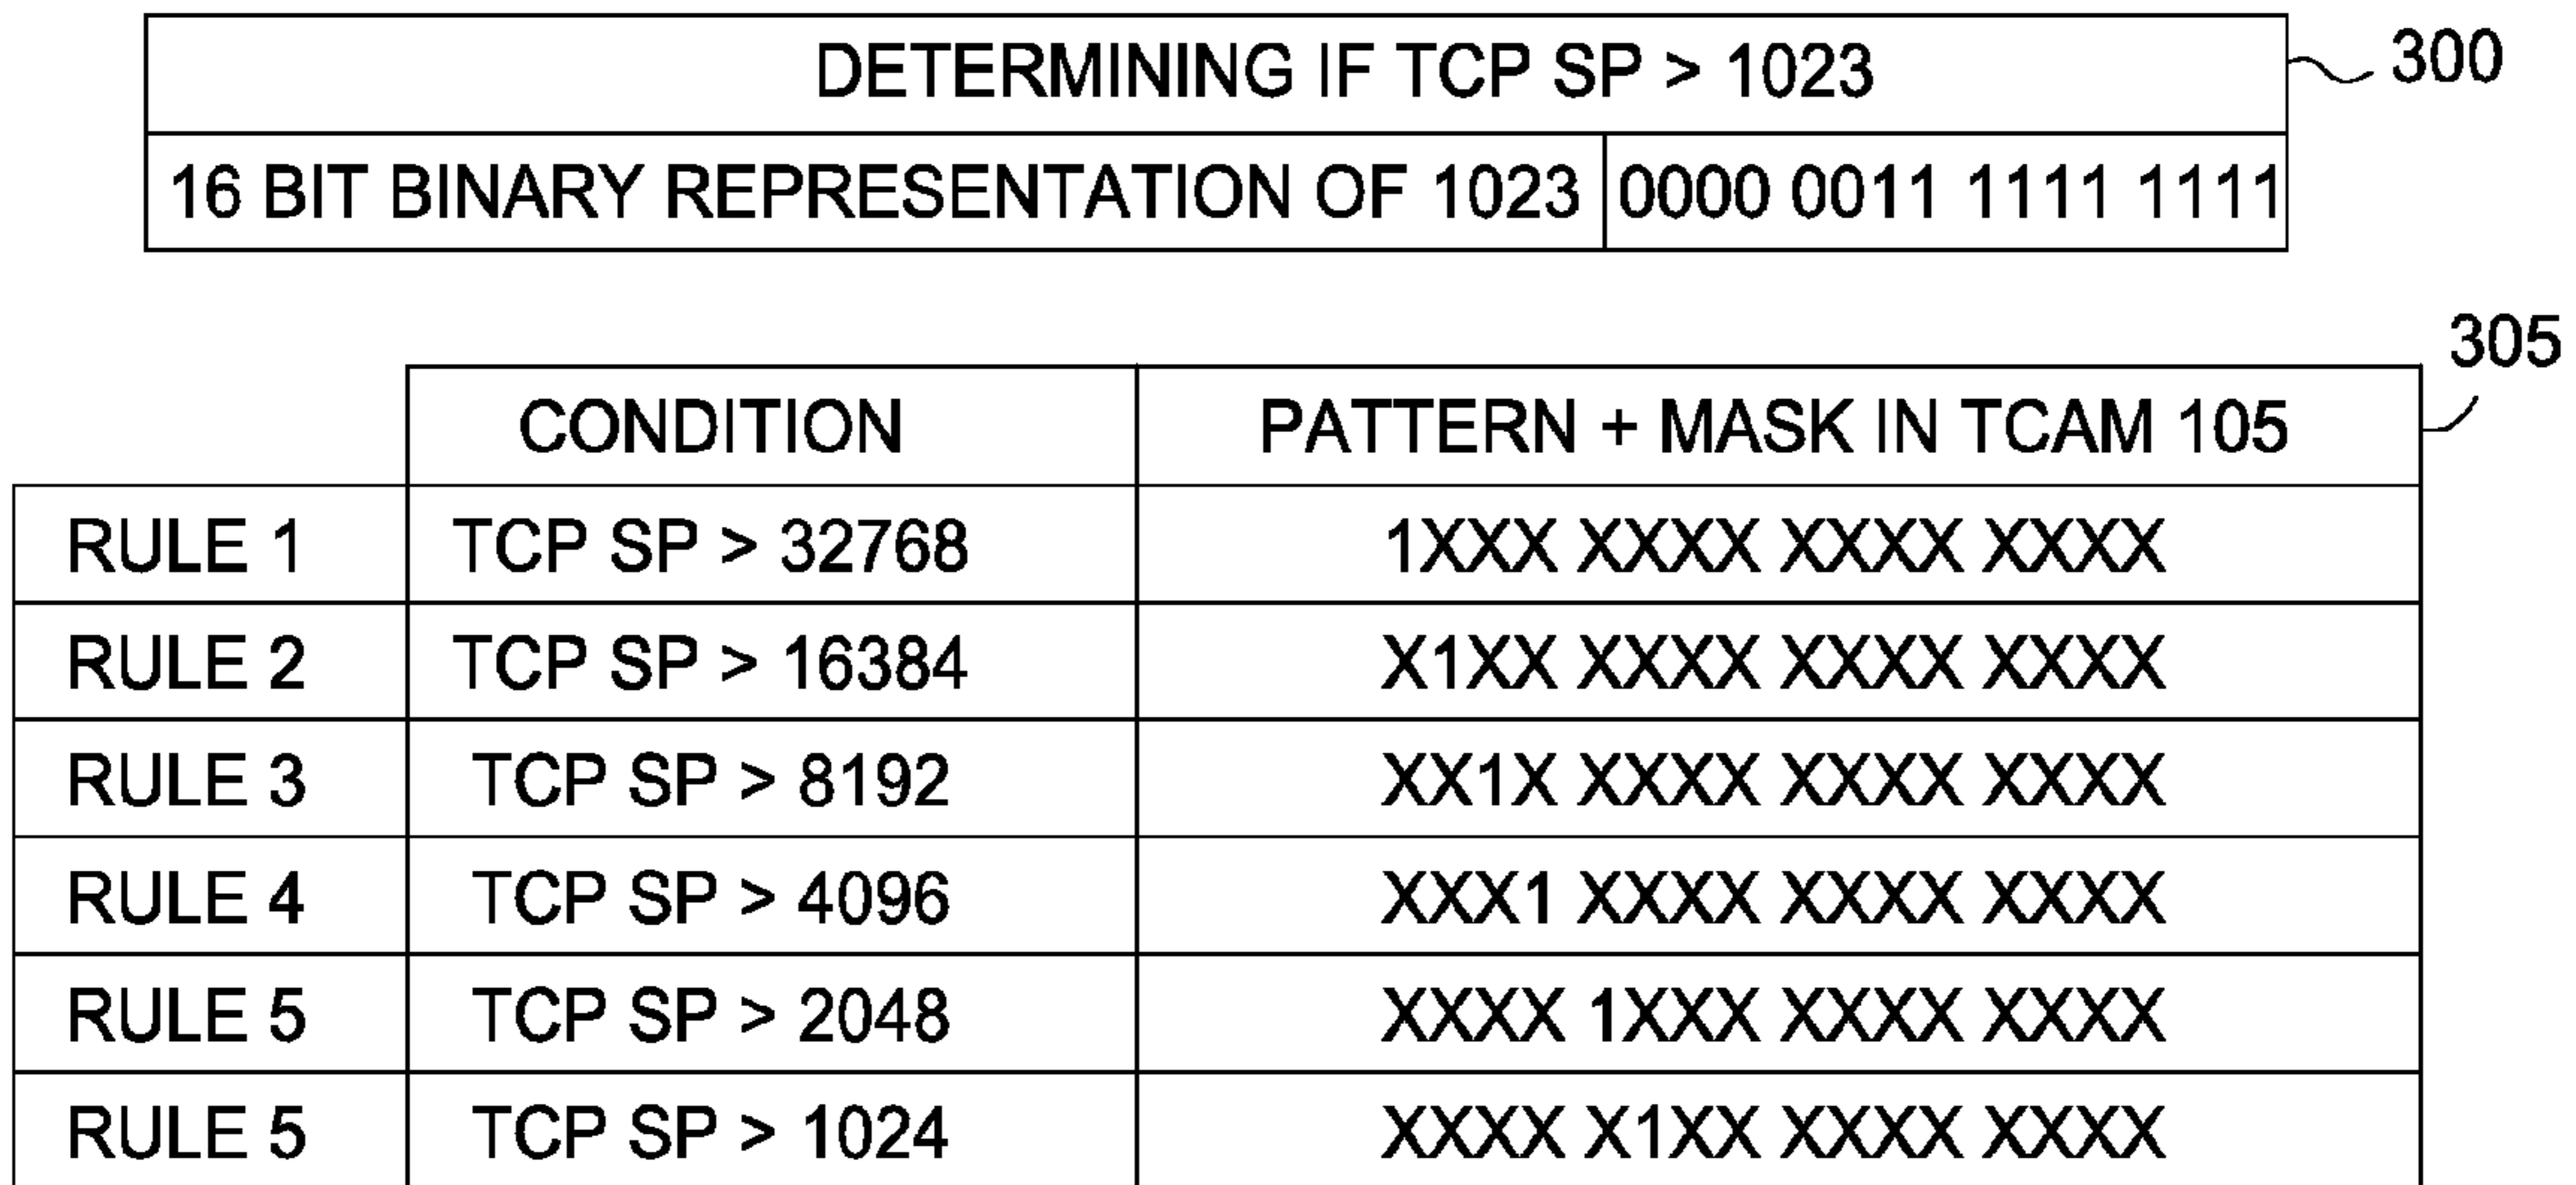 DETERMINING IF TCP SP > 1023
300
16 BIT BINARY REPRESENTATION OF 1023 0000 0011 1111 1111
305
CONDITION PATTERN + MASK IN TCAM 105
RULE 1 TCP SP > 32768 1XXX XXXX XXXX XXXX
RULE 2 TCP SP > 16384 X1XX XXXX XXXX XXXX
RULE 3 TCP SP > 8192 XX1X XXXX XXXX XXXX
RULE 4 TCP SP > 4096 XXX1 XXXX XXXX XXXX
RULE 5 TCP SP > 2048 XXXX 1XXX XXXX XXXX
RULE 5 TCP SP > 1024 XXXX X1XX XXXX XXXX